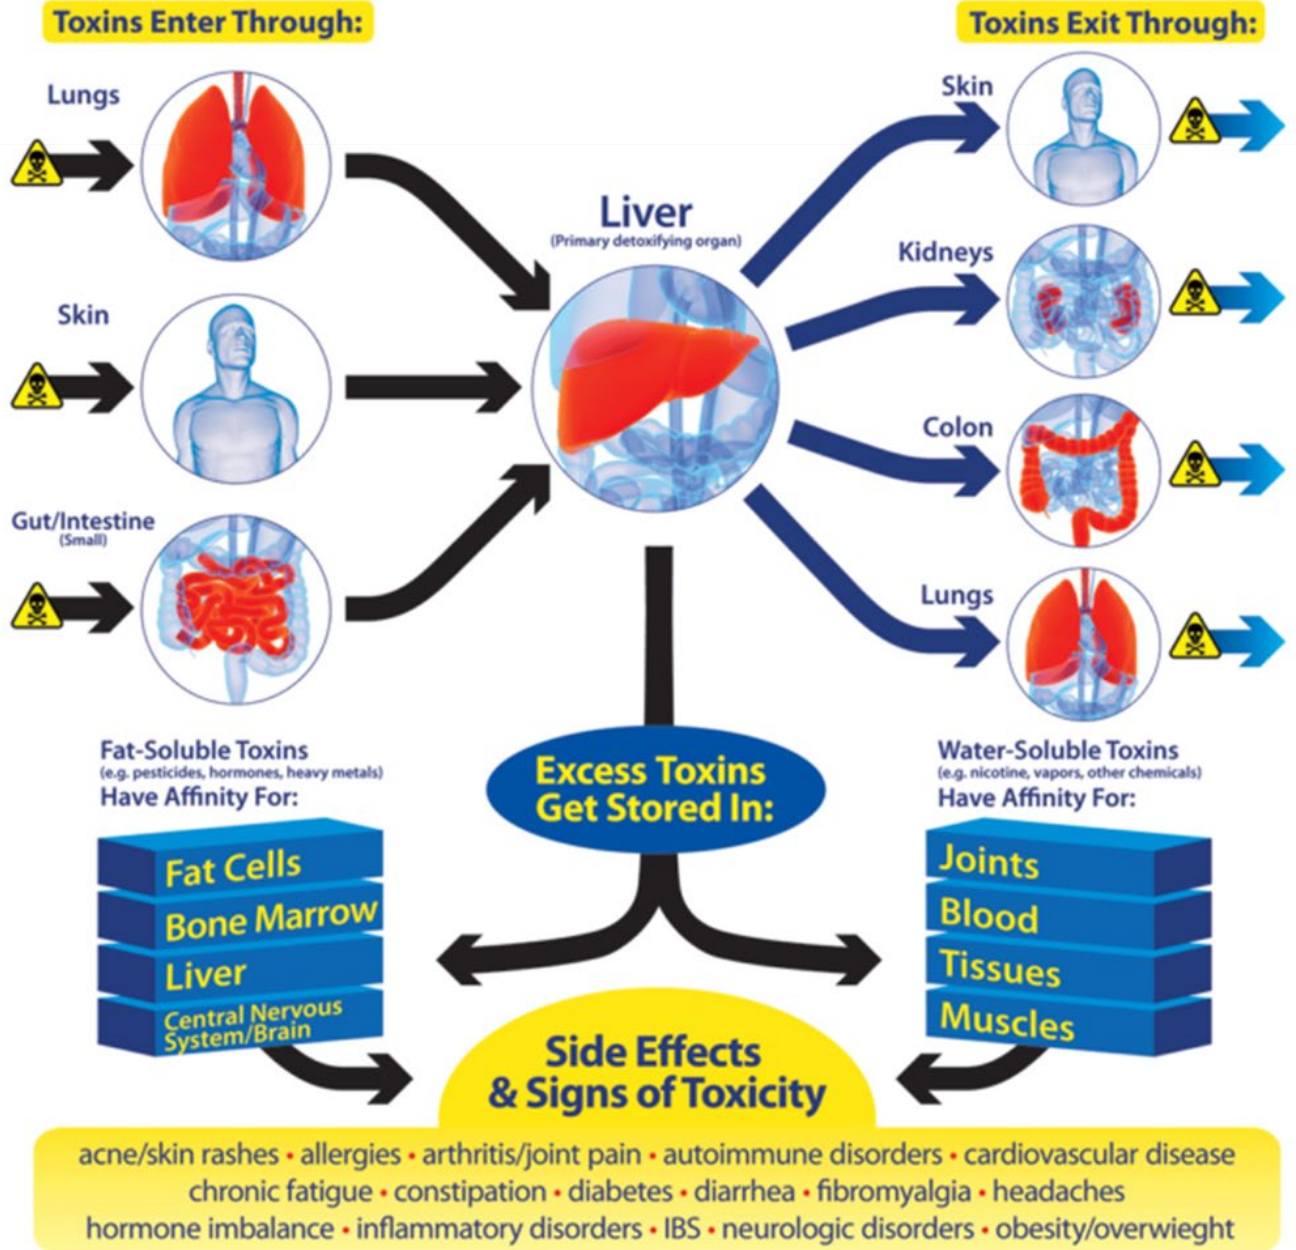 Toxins Enter Through:
Lungs
Skin
Gut/Intestine
(Small)
Liver
(Primary detoxifying organ)
Toxins Exit Through:
Skin
Kidneys
Colon
Lungs
Excess Toxins
Get Stored In:
Fat-Soluble Toxins
(e.g. pesticides, hormones, heavy metals)
Have Affinity For:
Fat Cells
Bone Marrow
Liver
Central Nervous
System/Brain
Water-Soluble Toxins
(e.g. nicotine, vapors, other chemicals)
Have Affinity For:
Joints
Blood
Tissues
Muscles
Side Effects
& Signs of Toxicity
acne/skin rashes • allergies • arthritis/joint pain • autoimmune disorders • cardiovascular disease
chronic fatigue • constipation • diabetes • diarrhea • fibromyalgia • headaches
hormone imbalance • inflammatory disorders • IBS • neurologic disorders • obesity/overwieght